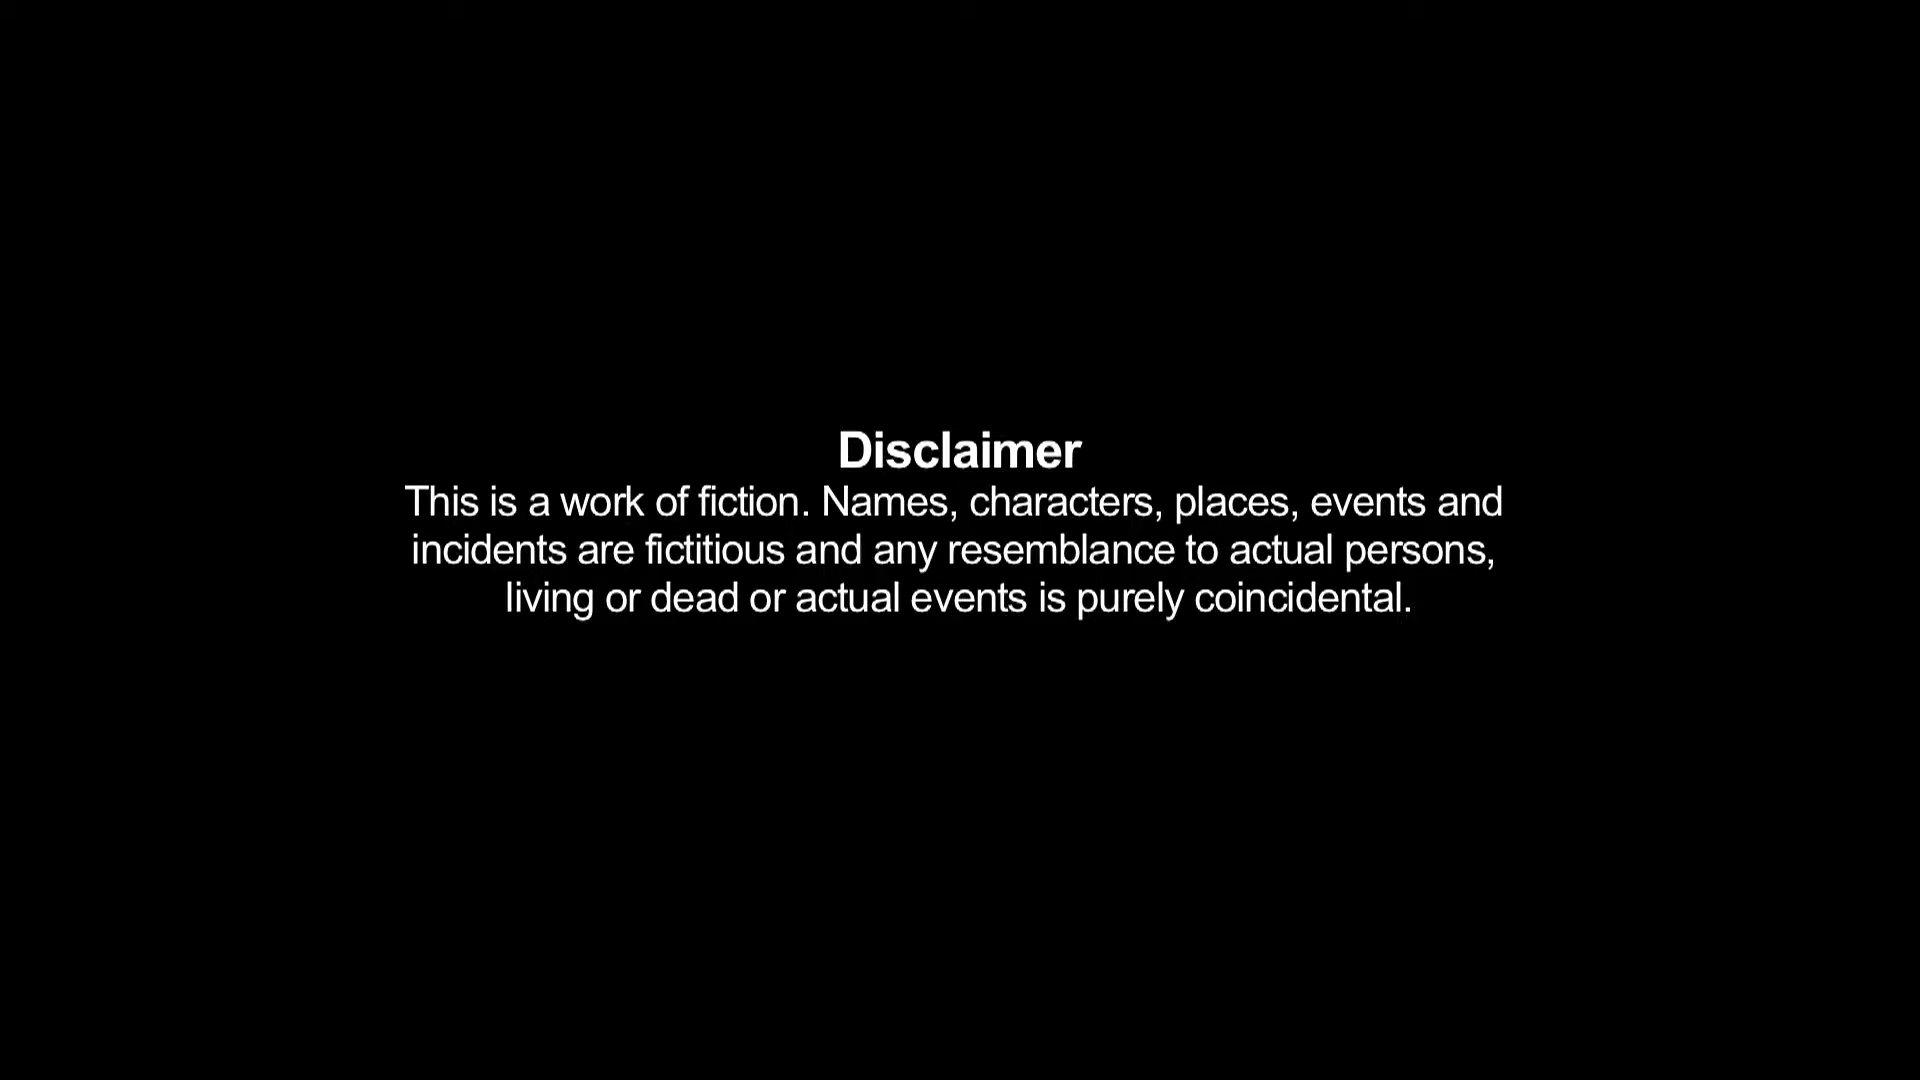 Disclaimer
This is a work of fiction. Names, characters, places, events and
incidents are fictitious and any resemblance to actual persons,
living or dead or actual events is purely coincidental.